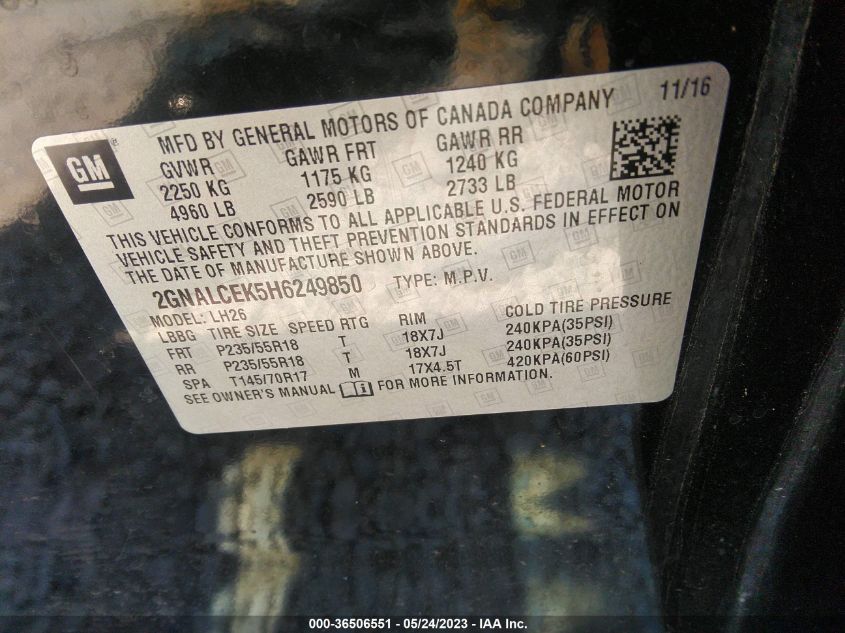 11/16
MFD BY GENERAL MOTORS OF CANADA COMPANY
GM
GVWR GAWR FRT GAWR RR
2250 KG 1175 KG 1240 KG
4960 LB 2590 LB 2733 LB
THIS VEHICLE CONFORMS TO ALL APPLICABLE U.S. FEDERAL MOTOR
VEHICLE SAFETY AND THEFT PREVENTION STANDARDS IN EFFECT ON
THE DATE OF MANUFACTURE SHOWN ABOVE.
2GNALCEK5H6249850 TYPE: M.P.V.
MODEL: LH26
LBBG TIRE SIZE SPEED RTG RIM COLD TIRE PRESSURE
FRT P235/55R18 T 18X7J 240KPA(35PSI)
RR P235/55R18 T 18X7J 240KPA(35PSI)
SPA T145/70R17 M 17X4.5T 420KPA(60PSI)
SEE OWNER'S MANUAL FOR MORE INFORMATION.
000-36506551 - 05/24/2023 - IAA Inc.